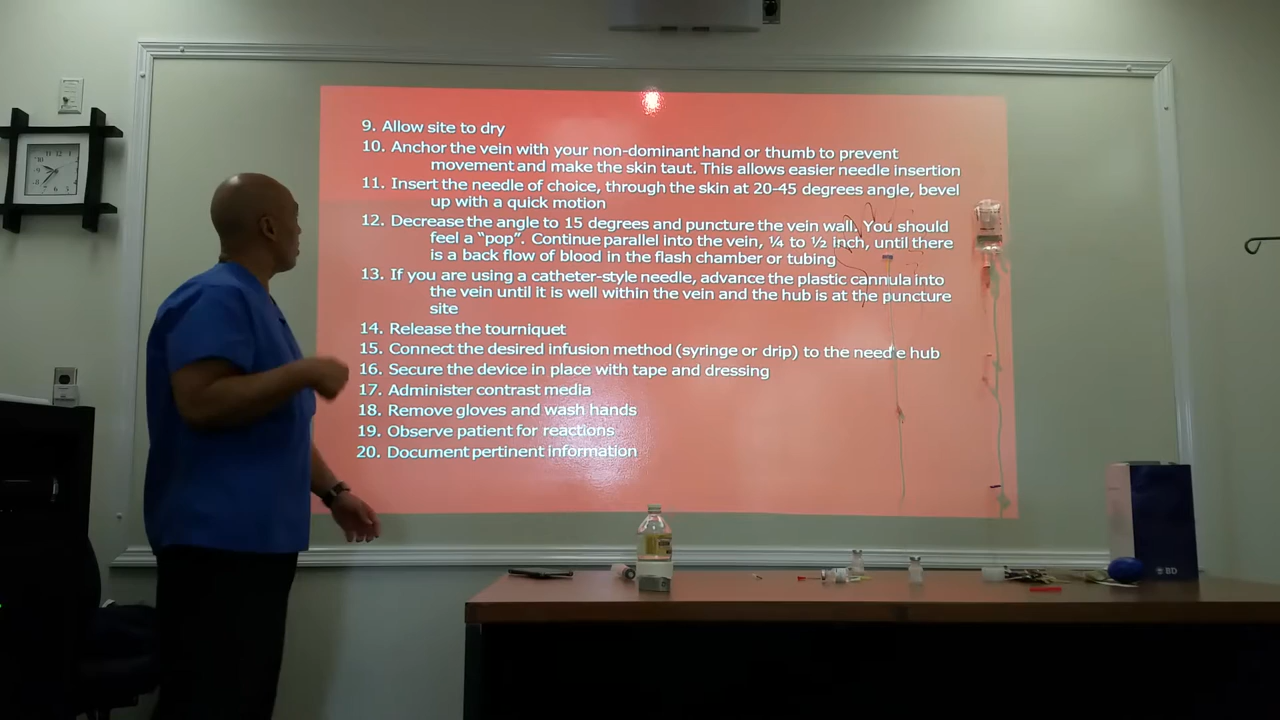 9. Allow site to dry
10. Anchor the vein with your non-dominant hand or thumb to prevent
movement and make the skin taut. This allows easier needle insertion
11. Insert the needle of choice, through the skin at 20-45 degrees angle, bevel
up with a quick motion
12. Decrease the angle to 15 degrees and puncture the vein wall. You should
feel a “pop”. Continue parallel into the vein, ¼ to ½ inch, until there
is a back flow of blood in the flash chamber or tubing
13. If you are using a catheter-style needle, advance the plastic cannula into
the vein until it is well within the vein and the hub is at the puncture
site
14. Release the tourniquet
15. Connect the desired infusion method (syringe or drip) to the needle hub
16. Secure the device in place with tape and dressing
17. Administer contrast media
18. Remove gloves and wash hands
19. Observe patient for reactions
20. Document pertinent information
BD